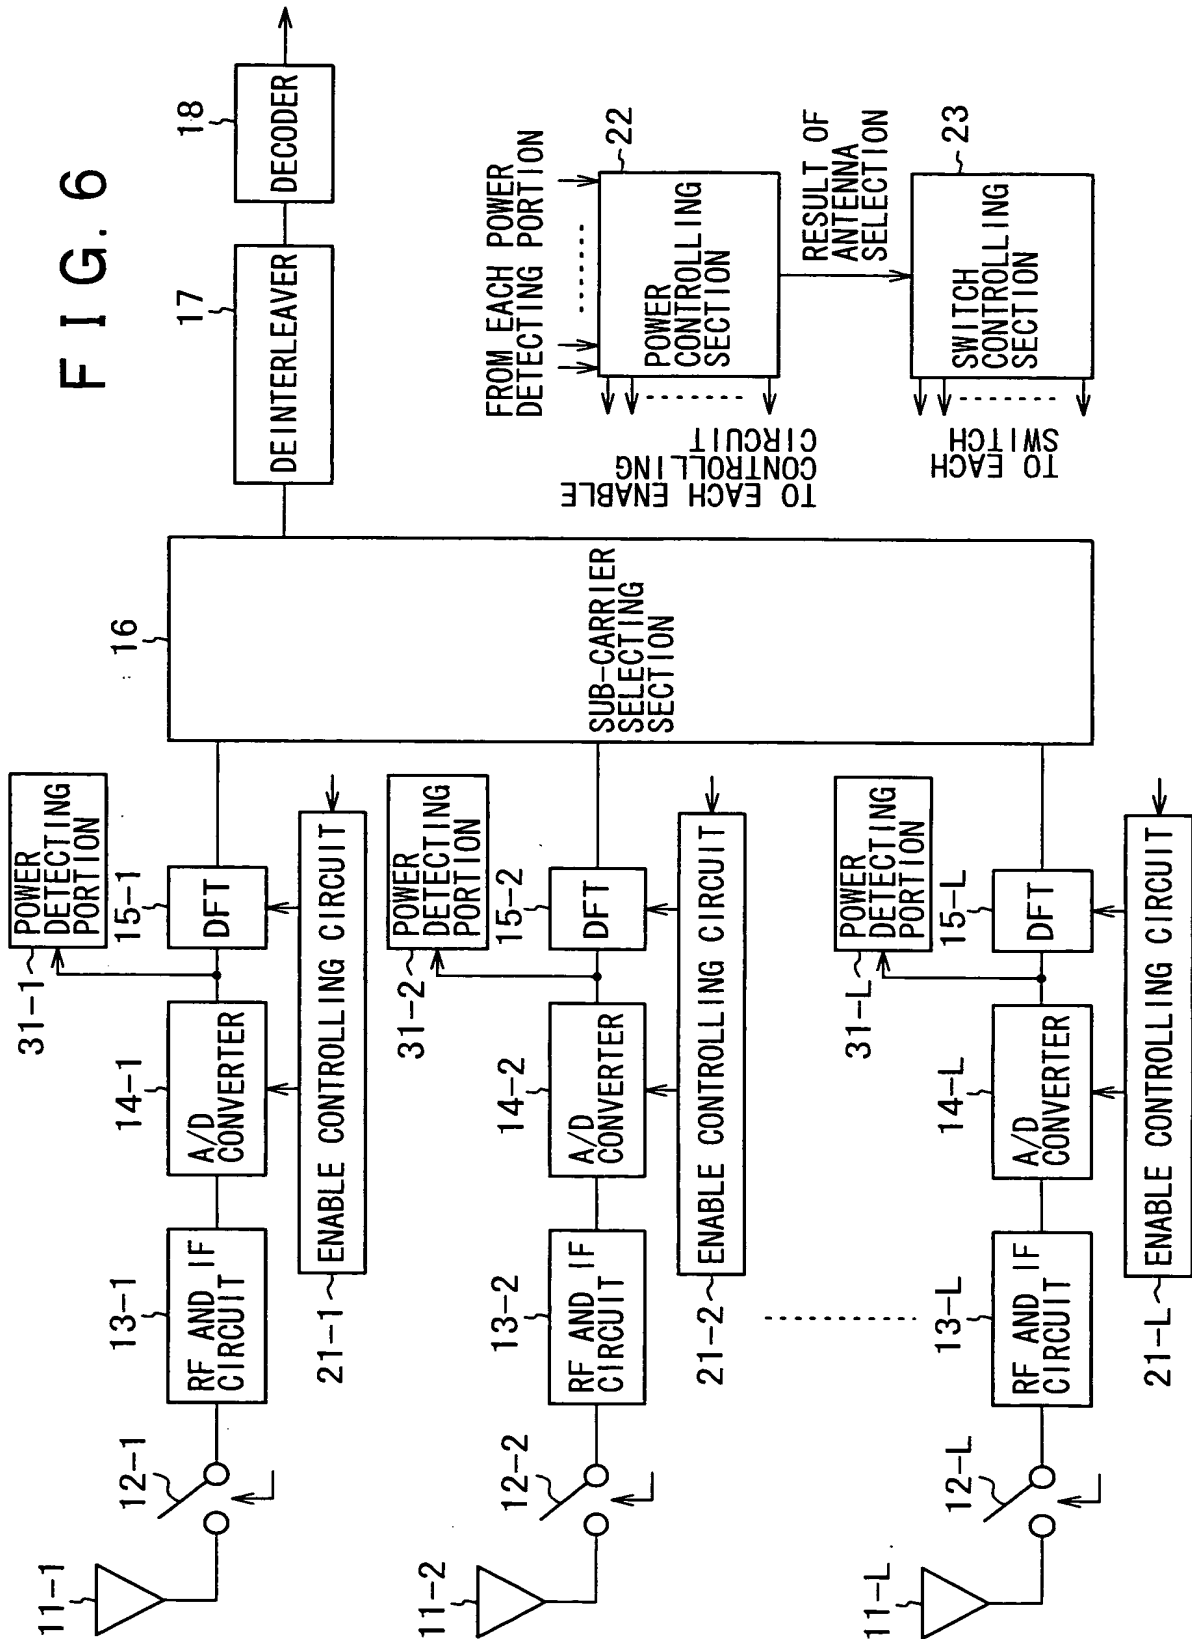 FIG. 6
11-1
12-1
13-1
RF AND IF
CIRCUIT
14-1
A/D
CONVERTER
31-1
POWER
DETECTING
PORTION
15-1
DFT
21-1
ENABLE CONTROLLING CIRCUIT
11-2
12-2
13-2
RF AND IF
CIRCUIT
14-2
A/D
CONVERTER
31-2
POWER
DETECTING
PORTION
15-2
DFT
21-2
ENABLE CONTROLLING CIRCUIT
11-L
12-L
13-L
RF AND IF
CIRCUIT
14-L
A/D
CONVERTER
31-L
POWER
DETECTING
PORTION
15-L
DFT
21-L
ENABLE CONTROLLING CIRCUIT
16
SUB-CARRIER
SELECTING
SECTION
17
DEINTERLEAVER
18
DECODER
FROM EACH POWER
DETECTING PORTION
22
POWER
CONTROLLING
SECTION
TO EACH ENABLE
CONTROLLING
CIRCUIT
RESULT OF
ANTENNA
SELECTION
23
SWITCH
CONTROLLING
SECTION
TO EACH
SWITCH